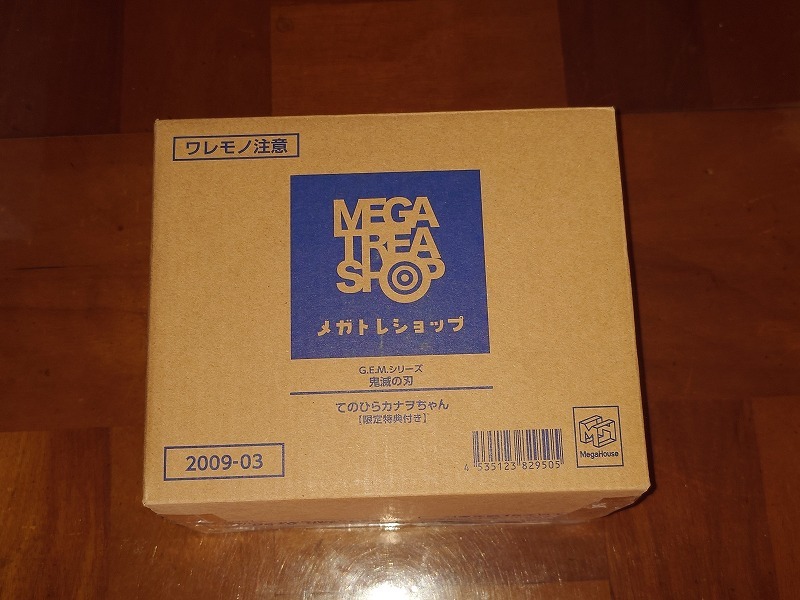 ワレモノ注意
MEGA
TREA
SHOP
メガトレショップ
G.E.M.シリーズ
鬼滅の刃
てのひらカナヲちゃん
【限定特典付き】
2009-03
4 535123 829505
MegaHouse